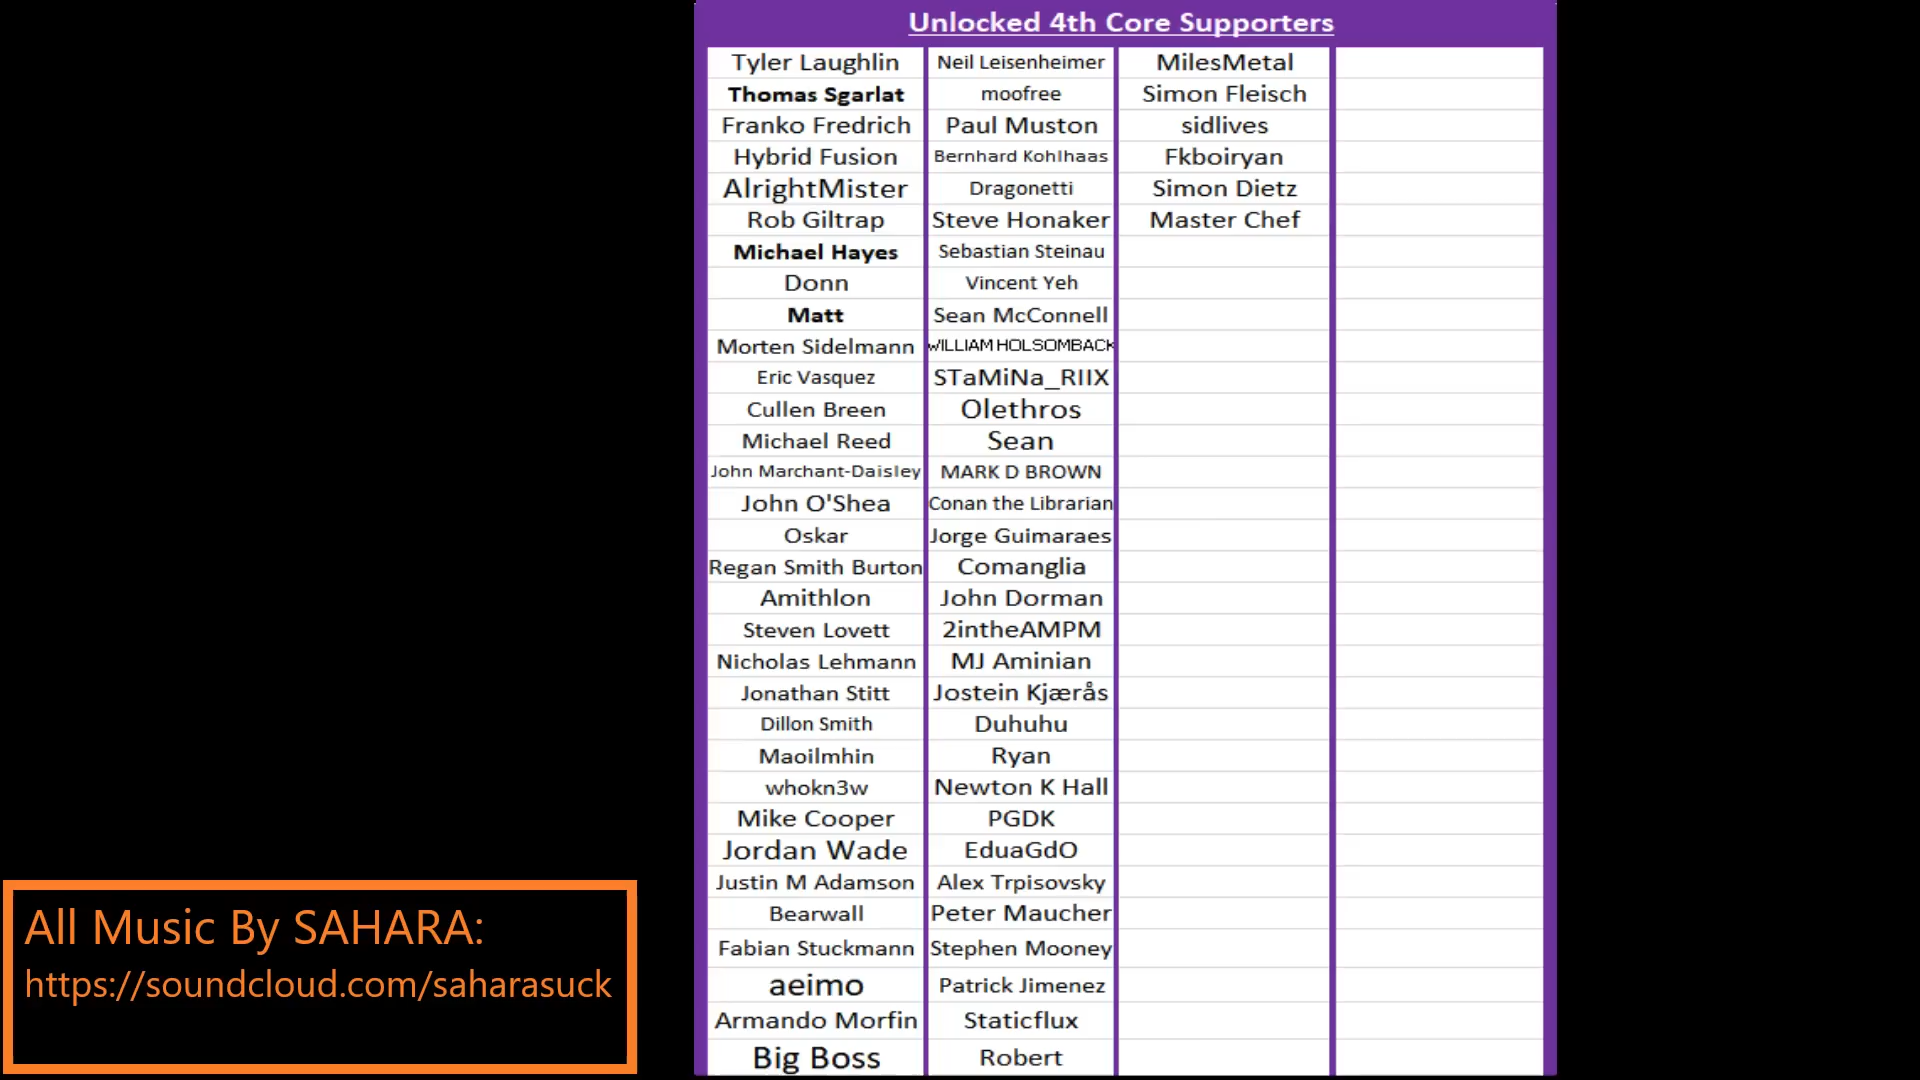 Unlocked 4th Core Supporters
Tyler Laughlin
Thomas Sgarlat
Franko Fredrich
Hybrid Fusion
AlrightMister
Rob Giltrap
Michael Hayes
Donn
Matt
Morten Sidelmann
Eric Vasquez
Cullen Breen
Michael Reed
John Marchant-Daisley
John O'Shea
Oskar
Regan Smith Burton
Amithlon
Steven Lovett
Nicholas Lehmann
Jonathan Stitt
Dillon Smith
Maoilmhin
whokn3w
Mike Cooper
Jordan Wade
Justin M Adamson
Bearwall
Fabian Stuckmann
aeimo
Armando Morfin
Big Boss
Neil Leisenheimer
moofree
Paul Muston
Bernhard Kohlhaas
Dragonetti
Steve Honaker
Sebastian Steinau
Vincent Yeh
Sean McConnell
WILLIAM HOLSOMBACK
STaMiNa_RIIX
Olethros
Sean
MARK D BROWN
Conan the Librarian
Jorge Guimaraes
Comanglia
John Dorman
2intheAMPM
MJ Aminian
Jostein Kjærås
Duhuhu
Ryan
Newton K Hall
PGDK
EduaGdO
Alex Trpisovsky
Peter Maucher
Stephen Mooney
Patrick Jimenez
Staticflux
Robert
MilesMetal
Simon Fleisch
sidlives
Fkboiryan
Simon Dietz
Master Chef
All Music By SAHARA:
https://soundcloud.com/saharasuck